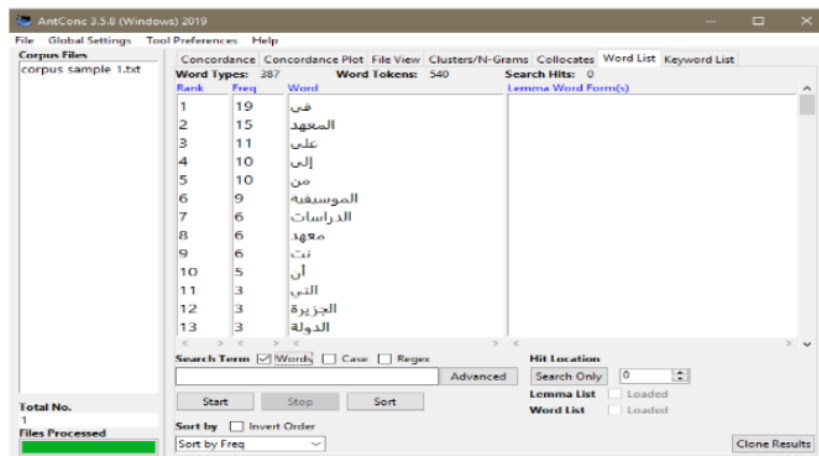 AntConc 3.5.8 (Windows) 2019
File Global Settings Tool Preferences Help
Corpus Files
corpus sample 1.txt
Concordance Concordance Plot File View Clusters/N-Grams Collocates Word List Keyword List
Word Types: 387 Word Tokens: 540 Search Hits: 0
Rank Freq Word Lemma Word Form(s)
1 19 في
2 15 المعهد
3 11 على
4 10 إلى
5 10 من
6 9 الموسيقية
7 6 الدراسات
8 6 معهد
9 6 نت
10 5 أن
11 3 التي
12 3 الجزيرة
13 3 الدولة
Search Term Words Case Regex Hit Location
Advanced Search Only 0
Start Stop Sort Lemma List Loaded
Word List Loaded
Total No.
1
Files Processed
Sort by Invert Order
Sort by Freq Clone Results